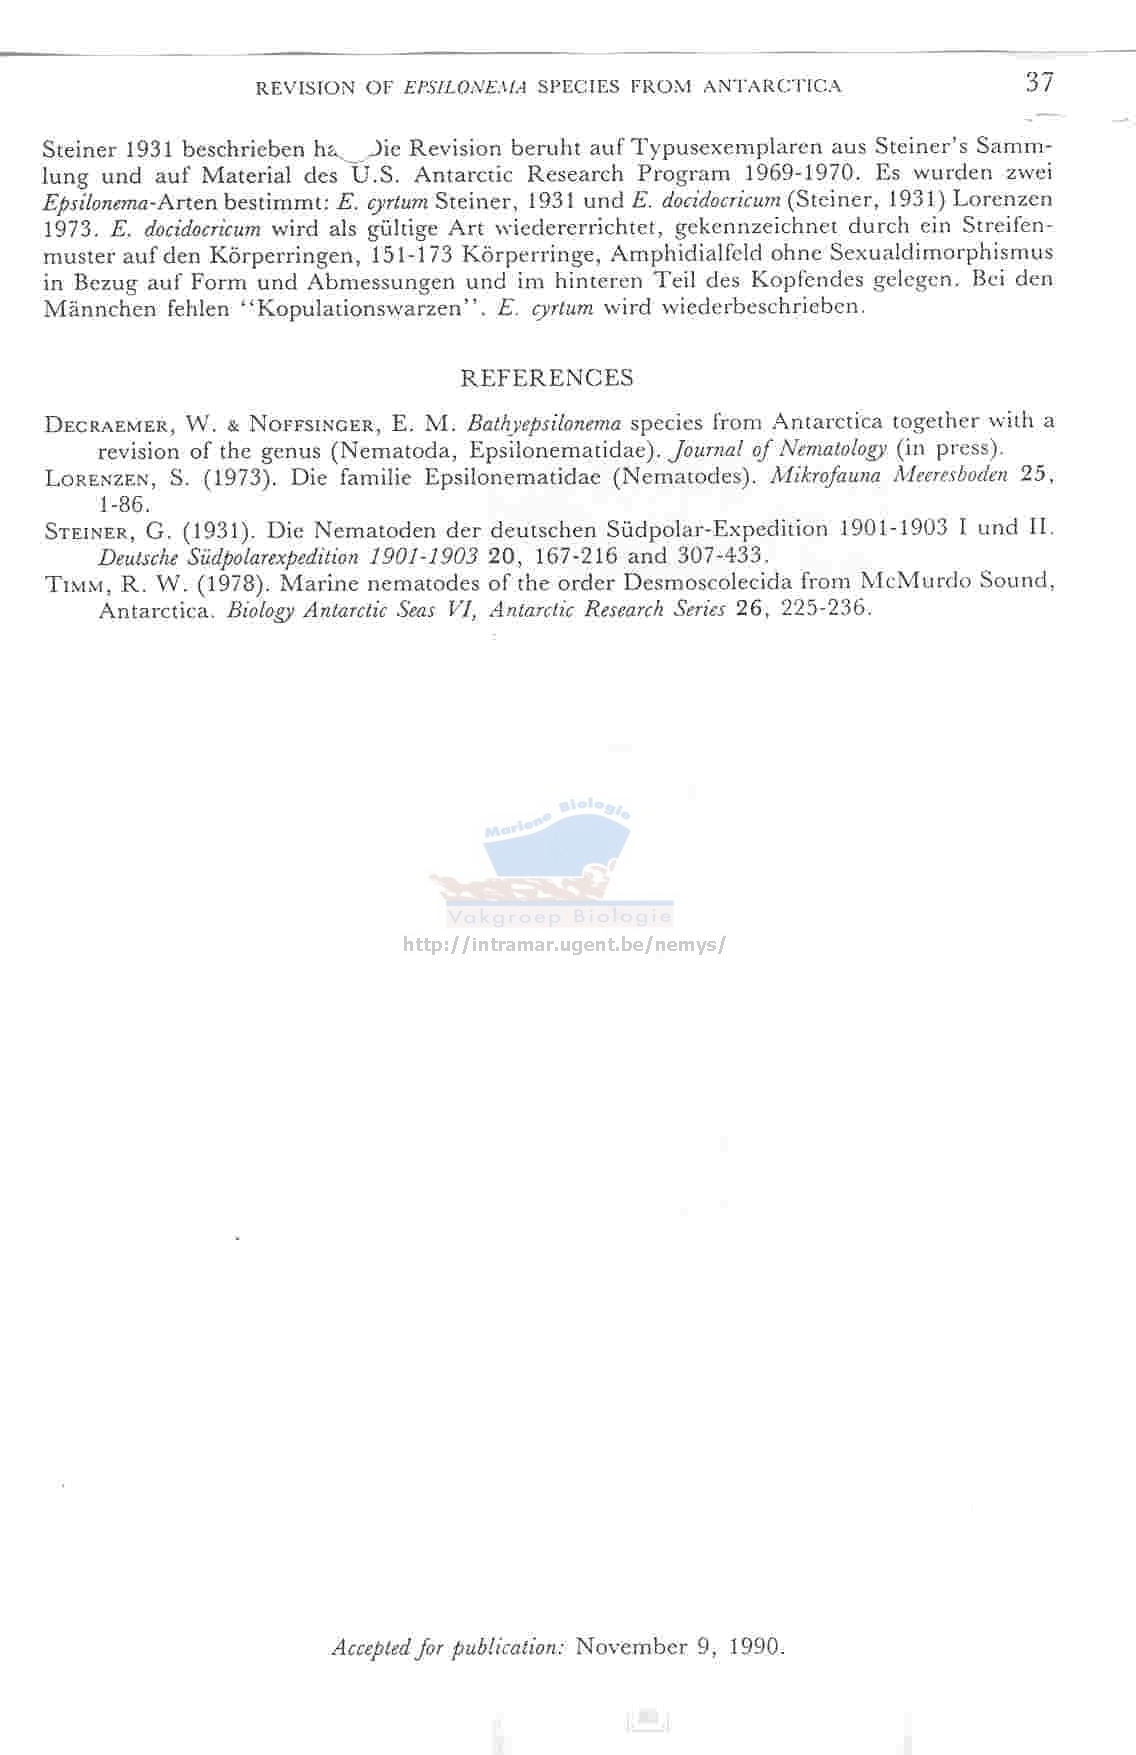 REVISION OF EPSILONEMA SPECIES FROM ANTARCTICA 37
Steiner 1931 beschrieben Die Revision beruht auf Typusexemplaren aus Steiner's Samm-
lung und auf Material des U.S. Antarctic Research Program 1969-1970. Es wurden zwei
Epsilonema-Arten bestimmt: E. cyrtum Steiner, 1931 und E. docidocricum (Steiner, 1931) Lorenzen
1973. E. docidocricum wird als gültige Art wiedererrichtet, gekennzeichnet durch ein Streifen-
muster auf den Körperringen, 151-173 Körperringe, Amphidialfeld ohne Sexualdimorphismus
in Bezug auf Form und Abmessungen und im hinteren Teil des Kopfendes gelegen. Bei den
Männchen fehlen "Kopulationswarzen". E. cyrtum wird wiederbeschrieben.
REFERENCES
DECRAEMER, W. & NOFFSINGER, E. M. Bathyepsilonema species from Antarctica together with a
revision of the genus (Nematoda, Epsilonematidae). Journal of Nematology (in press).
LORENZEN, S. (1973). Die familie Epsilonematidae (Nematodes). Mikrofauna Meeresboden 25,
1-86.
STEINER, G. (1931). Die Nematoden der deutschen Südpolar-Expedition 1901-1903 I und II.
Deutsche Südpolarexpedition 1901-1903 20, 167-216 and 307-433.
TIMM, R. W. (1978). Marine nematodes of the order Desmoscolecida from McMurdo Sound,
Antarctica. Biology Antarctic Seas VI, Antarctic Research Series 26, 225-236.
Mariene Biologie
Vakgroep Biologie
http://intramar.ugent.be/nemys/
Accepted for publication: November 9, 1990.